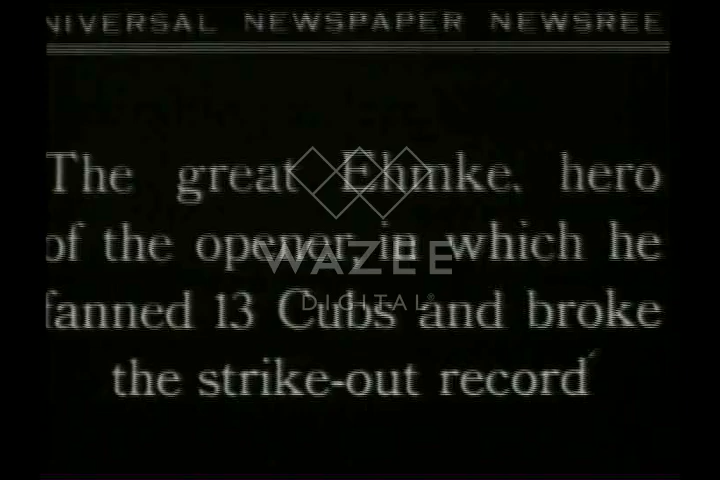 NIVERSAL NEWSPAPER NEWSREE
The great Ehmke, hero
of the opener, in which he
fanned 13 Cubs and broke
the strike-out record
WAZEE
DIGITAL